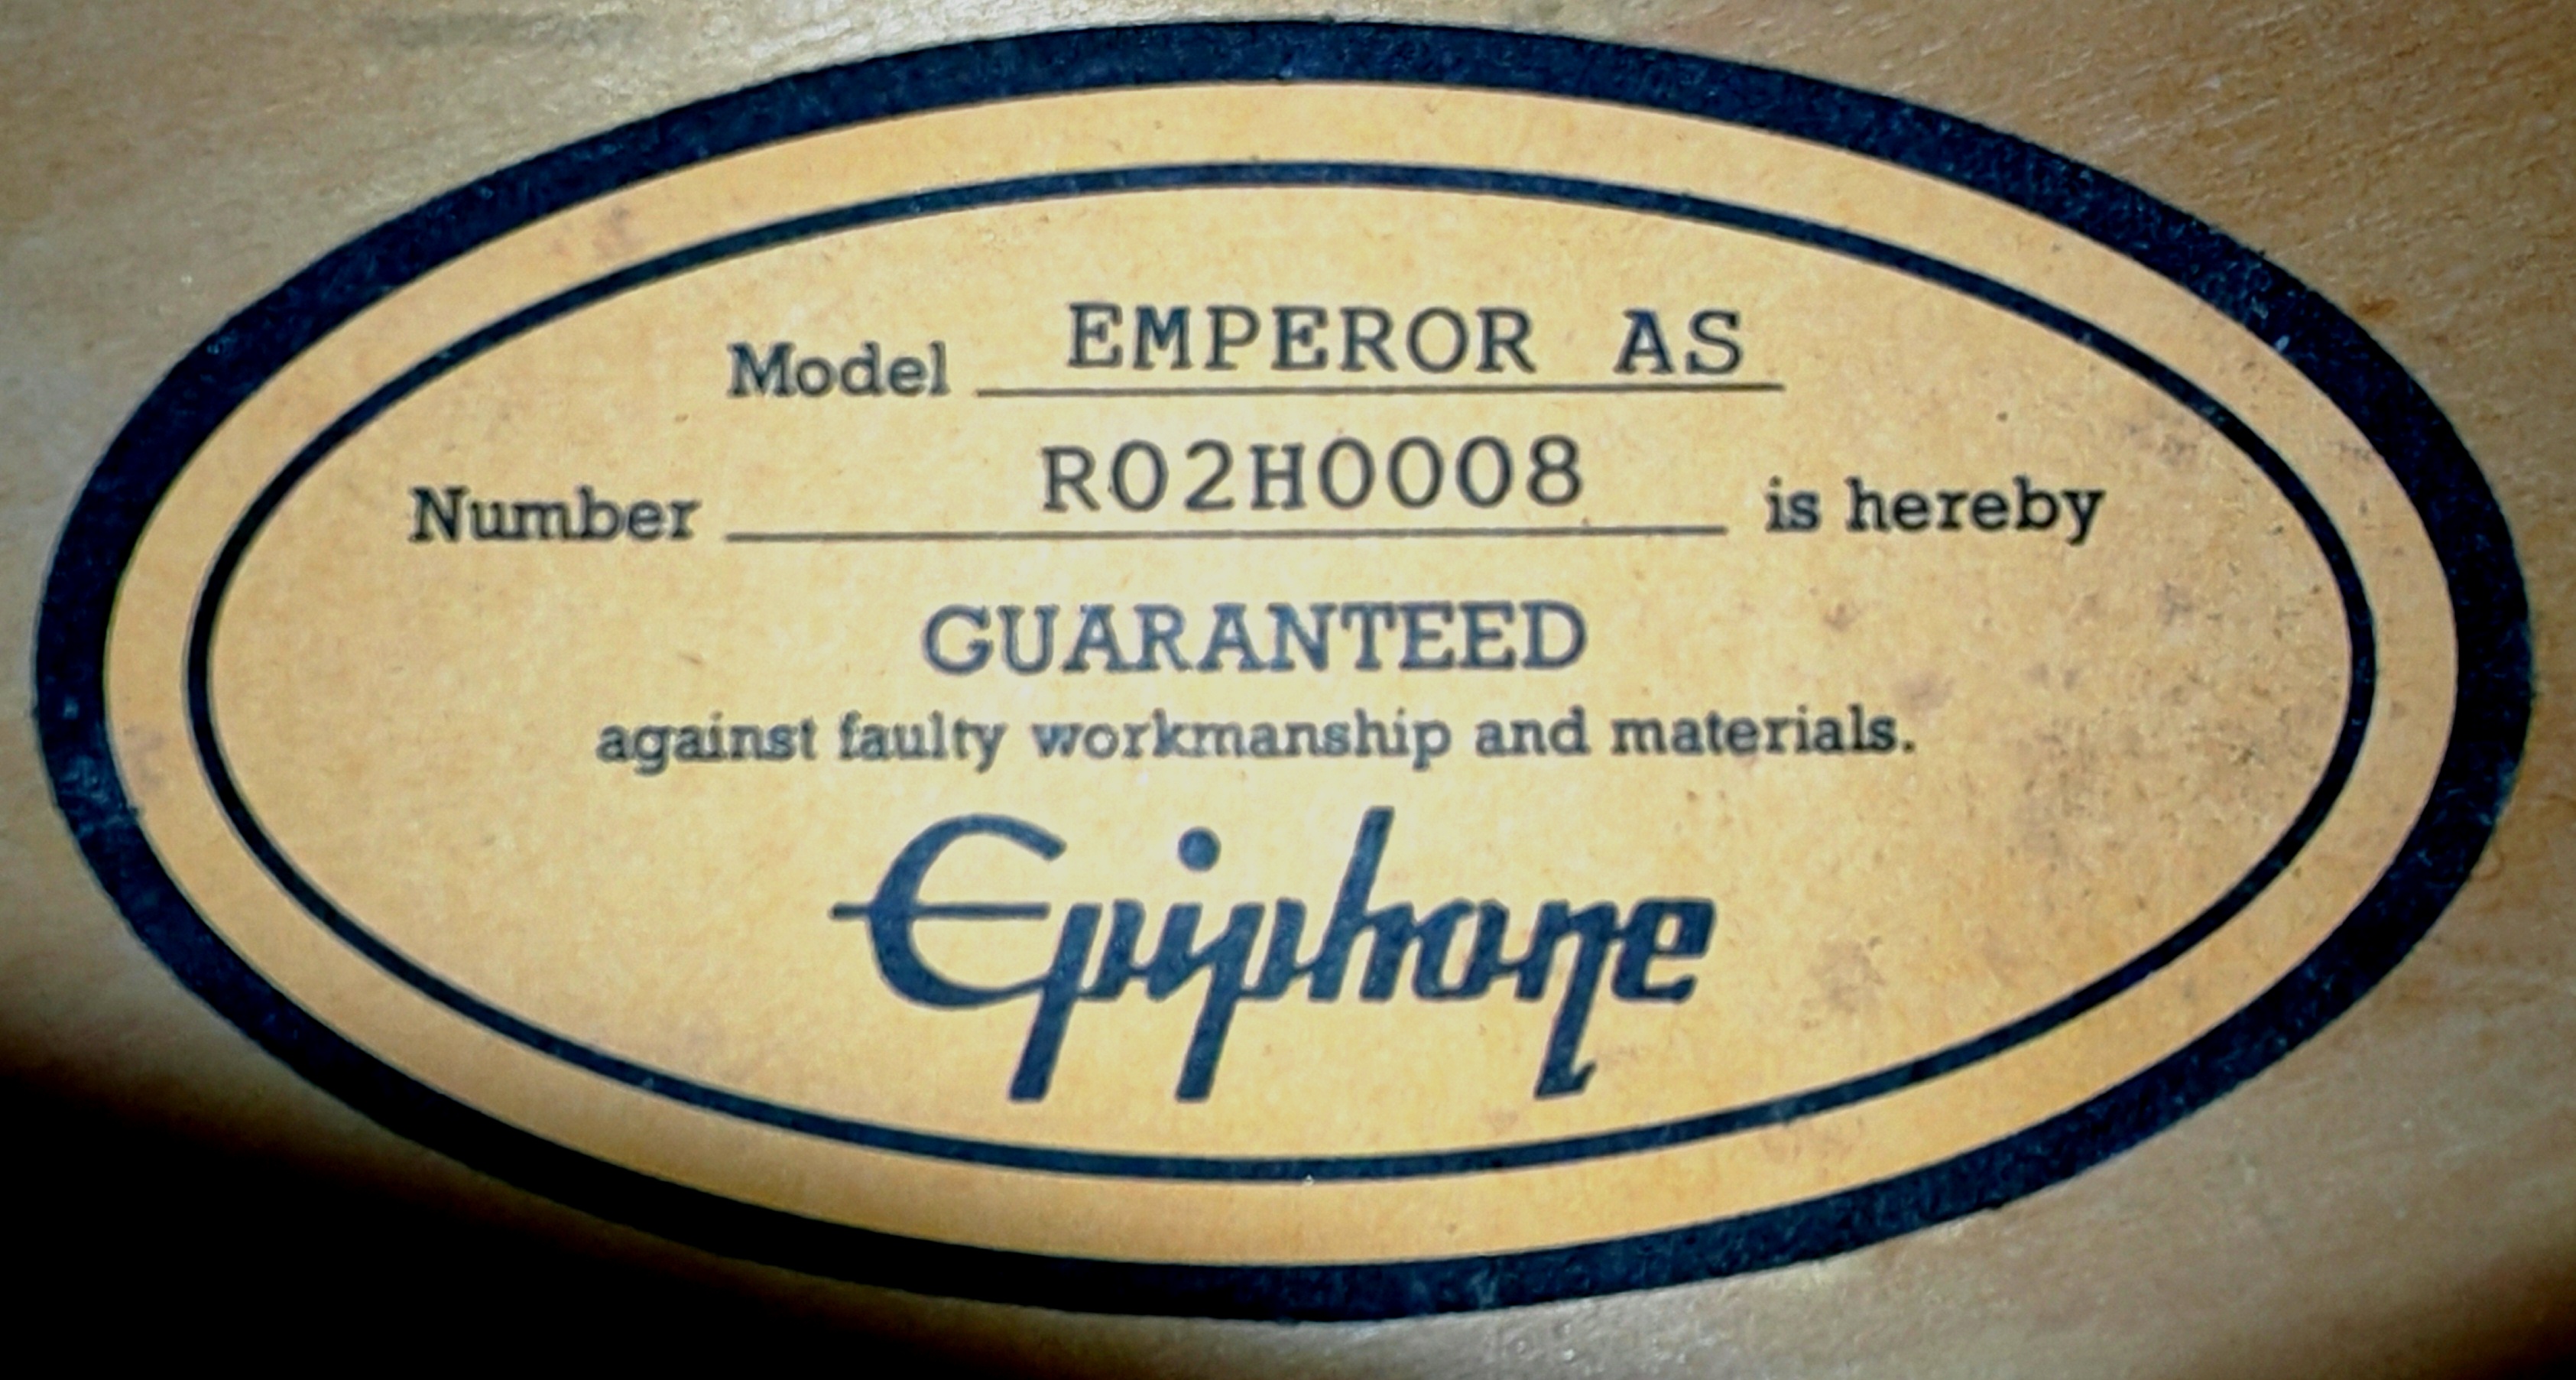 Model EMPEROR AS
Number R02H0008 is hereby
GUARANTEED
against faulty workmanship and materials.
Epiphone